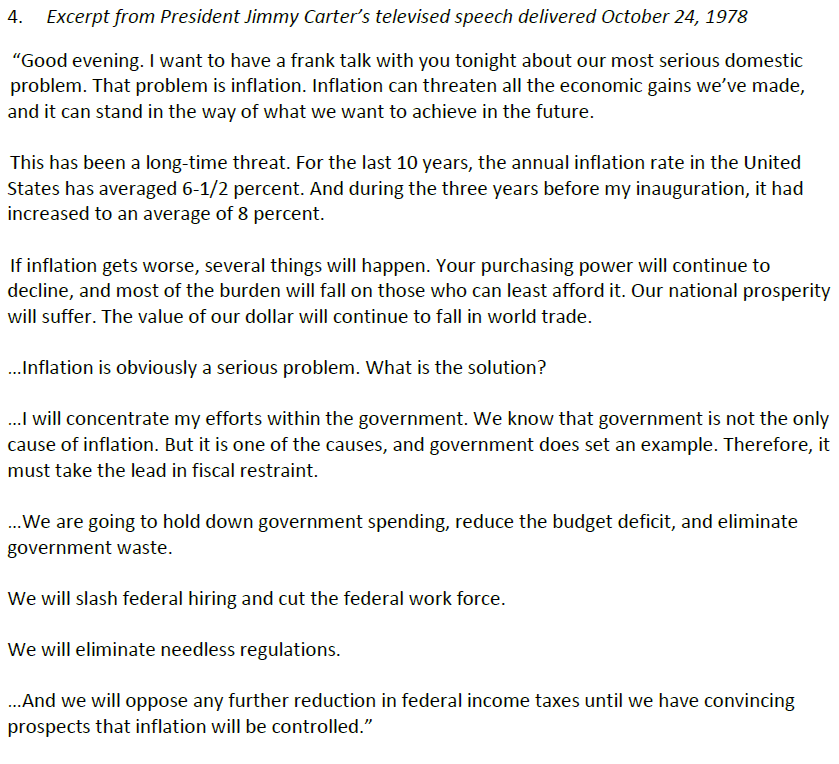 4. Excerpt from President Jimmy Carter’s televised speech delivered October 24, 1978
“Good evening. I want to have a frank talk with you tonight about our most serious domestic
problem. That problem is inflation. Inflation can threaten all the economic gains we’ve made,
and it can stand in the way of what we want to achieve in the future.
This has been a long-time threat. For the last 10 years, the annual inflation rate in the United
States has averaged 6-1/2 percent. And during the three years before my inauguration, it had
increased to an average of 8 percent.
If inflation gets worse, several things will happen. Your purchasing power will continue to
decline, and most of the burden will fall on those who can least afford it. Our national prosperity
will suffer. The value of our dollar will continue to fall in world trade.
...Inflation is obviously a serious problem. What is the solution?
...I will concentrate my efforts within the government. We know that government is not the only
cause of inflation. But it is one of the causes, and government does set an example. Therefore, it
must take the lead in fiscal restraint.
...We are going to hold down government spending, reduce the budget deficit, and eliminate
government waste.
We will slash federal hiring and cut the federal work force.
We will eliminate needless regulations.
...And we will oppose any further reduction in federal income taxes until we have convincing
prospects that inflation will be controlled.”